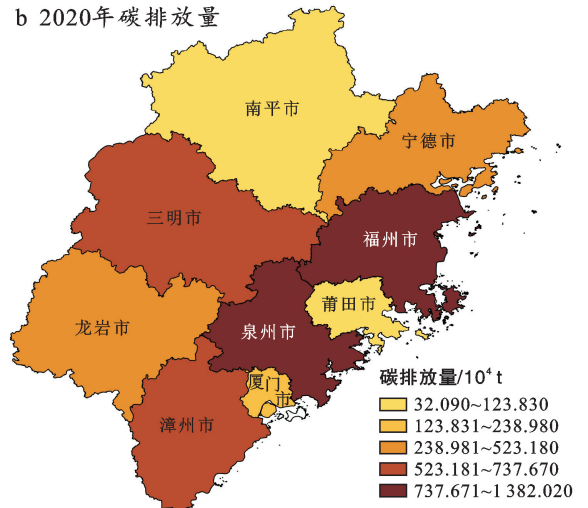 b 2020年碳排放量
南平市
宁德市
三明市
福州市
莆田市
龙岩市
泉州市
厦门市
漳州市
碳排放量/10⁴ t
32.090~123.830
123.831~238.980
238.981~523.180
523.181~737.670
737.671~1 382.020